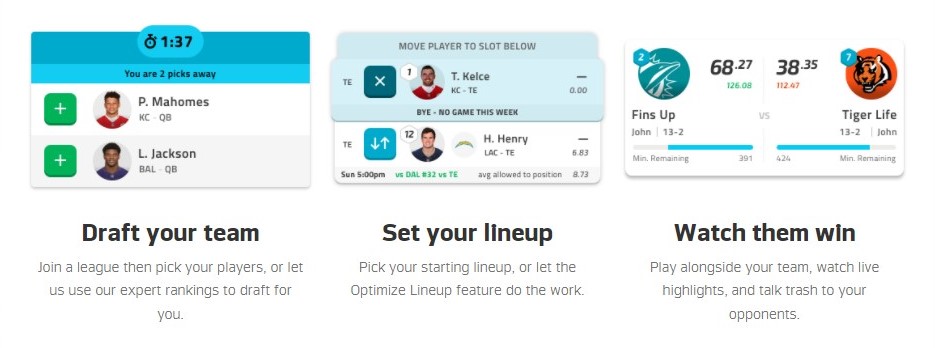 1:37
You are 2 picks away
P. Mahomes
KC - QB
L. Jackson
BAL - QB
Draft your team
Join a league then pick your players, or let
us use our expert rankings to draft for
you.
MOVE PLAYER TO SLOT BELOW
TE
1
T. Kelce
KC - TE
—
0.00
BYE - NO GAME THIS WEEK
TE
12
H. Henry
LAC - TE
—
6.83
Sun 5:00pm vs DAL #32 vs TE avg allowed to position 8.73
Set your lineup
Pick your starting lineup, or let the
Optimize Lineup feature do the work.
2
68.27
126.08
38.35
112.47
7
Fins Up
VS
Tiger Life
John | 13-2
13-2 | John
Min. Remaining 391
424 Min. Remaining
Watch them win
Play alongside your team, watch live
highlights, and talk trash to your
opponents.